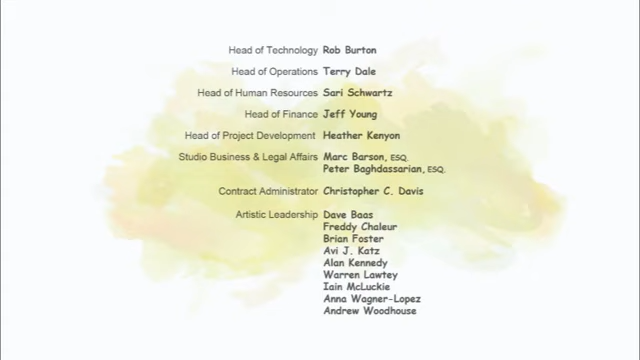 Head of Technology Rob Burton
Head of Operations Terry Dale
Head of Human Resources Sari Schwartz
Head of Finance Jeff Young
Head of Project Development Heather Kenyon
Studio Business & Legal Affairs Marc Barson, ESQ.
Peter Baghdassarian, ESQ.
Contract Administrator Christopher C. Davis
Artistic Leadership Dave Baas
Freddy Chaleur
Brian Foster
Avi J. Katz
Alan Kennedy
Warren Lawtey
Iain McLuckie
Anna Wagner-Lopez
Andrew Woodhouse